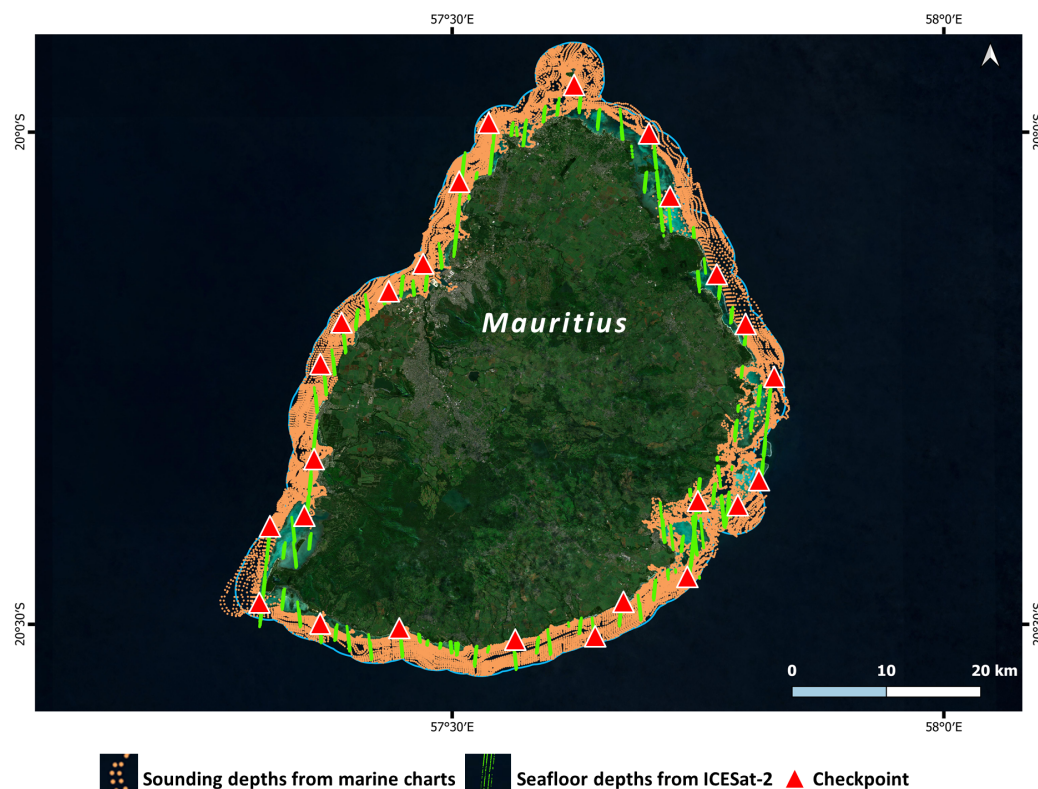 57°30′E 58°0′E
20°0′S 20°0′S
Mauritius
20°30′S 20°30′S
0 10 20 km
57°30′E 58°0′E
Sounding depths from marine charts Seafloor depths from ICESat-2 Checkpoint